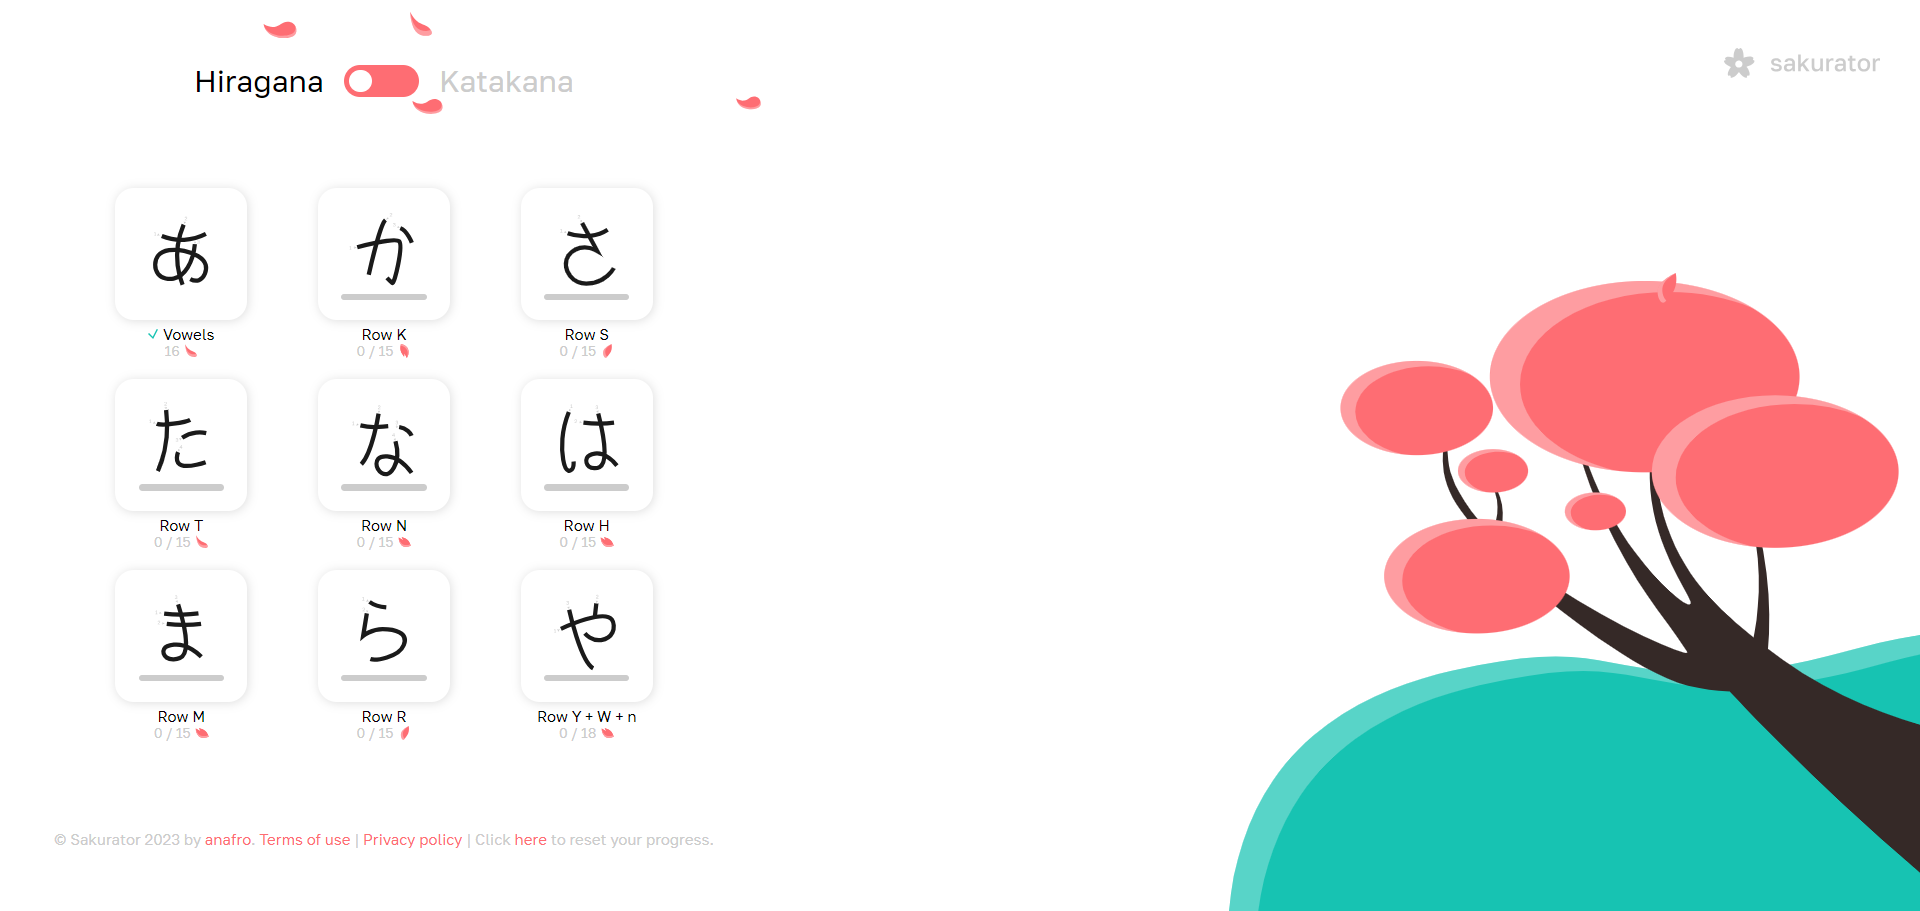 Hiragana Katakana
sakurator
あ か さ
Vowels Row K Row S
16 0 / 15 0 / 15
た な は
Row T Row N Row H
0 / 15 0 / 15 0 / 15
ま ら や
Row M Row R Row Y + W + n
0 / 15 0 / 15 0 / 18
© Sakurator 2023 by anafro. Terms of use | Privacy policy | Click here to reset your progress.